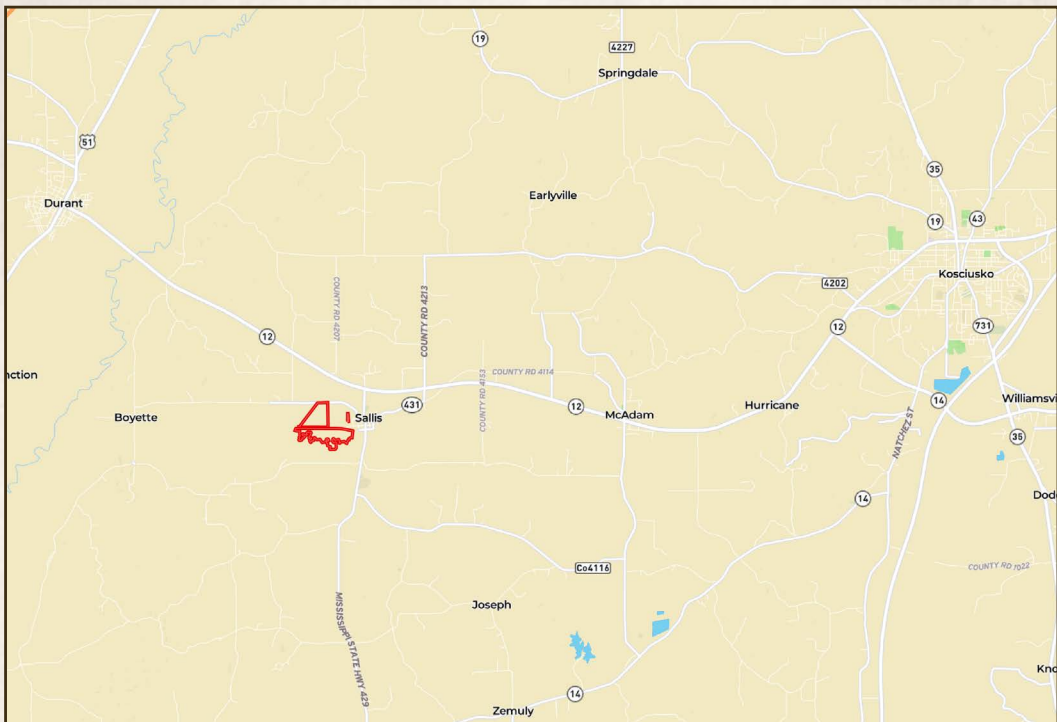 19
4227
Springdale
51
35
Durant
Earlyville
19
43
Kosciusko
4202
COUNTY RD 4207
COUNTY RD 4213
12
12
731
nction
COUNTY RD 4153
COUNTY RD 4114
Boyette
Sallis
431
12
McAdam
Hurricane
14
Williamsvi
NATCHEZ ST
35
14
Dod
Co4116
COUNTY RD 7022
MISSISSIPPI STATE HWY 429
Joseph
Kno
14
Zemuly